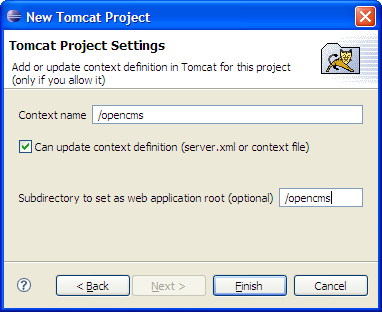 New Tomcat Project
Tomcat Project Settings
Add or update context definition in Tomcat for this project
(only if you allow it)
Context name /opencms
Can update context definition (server.xml or context file)
Subdirectory to set as web application root (optional) /opencms
? < Back Next > Finish Cancel